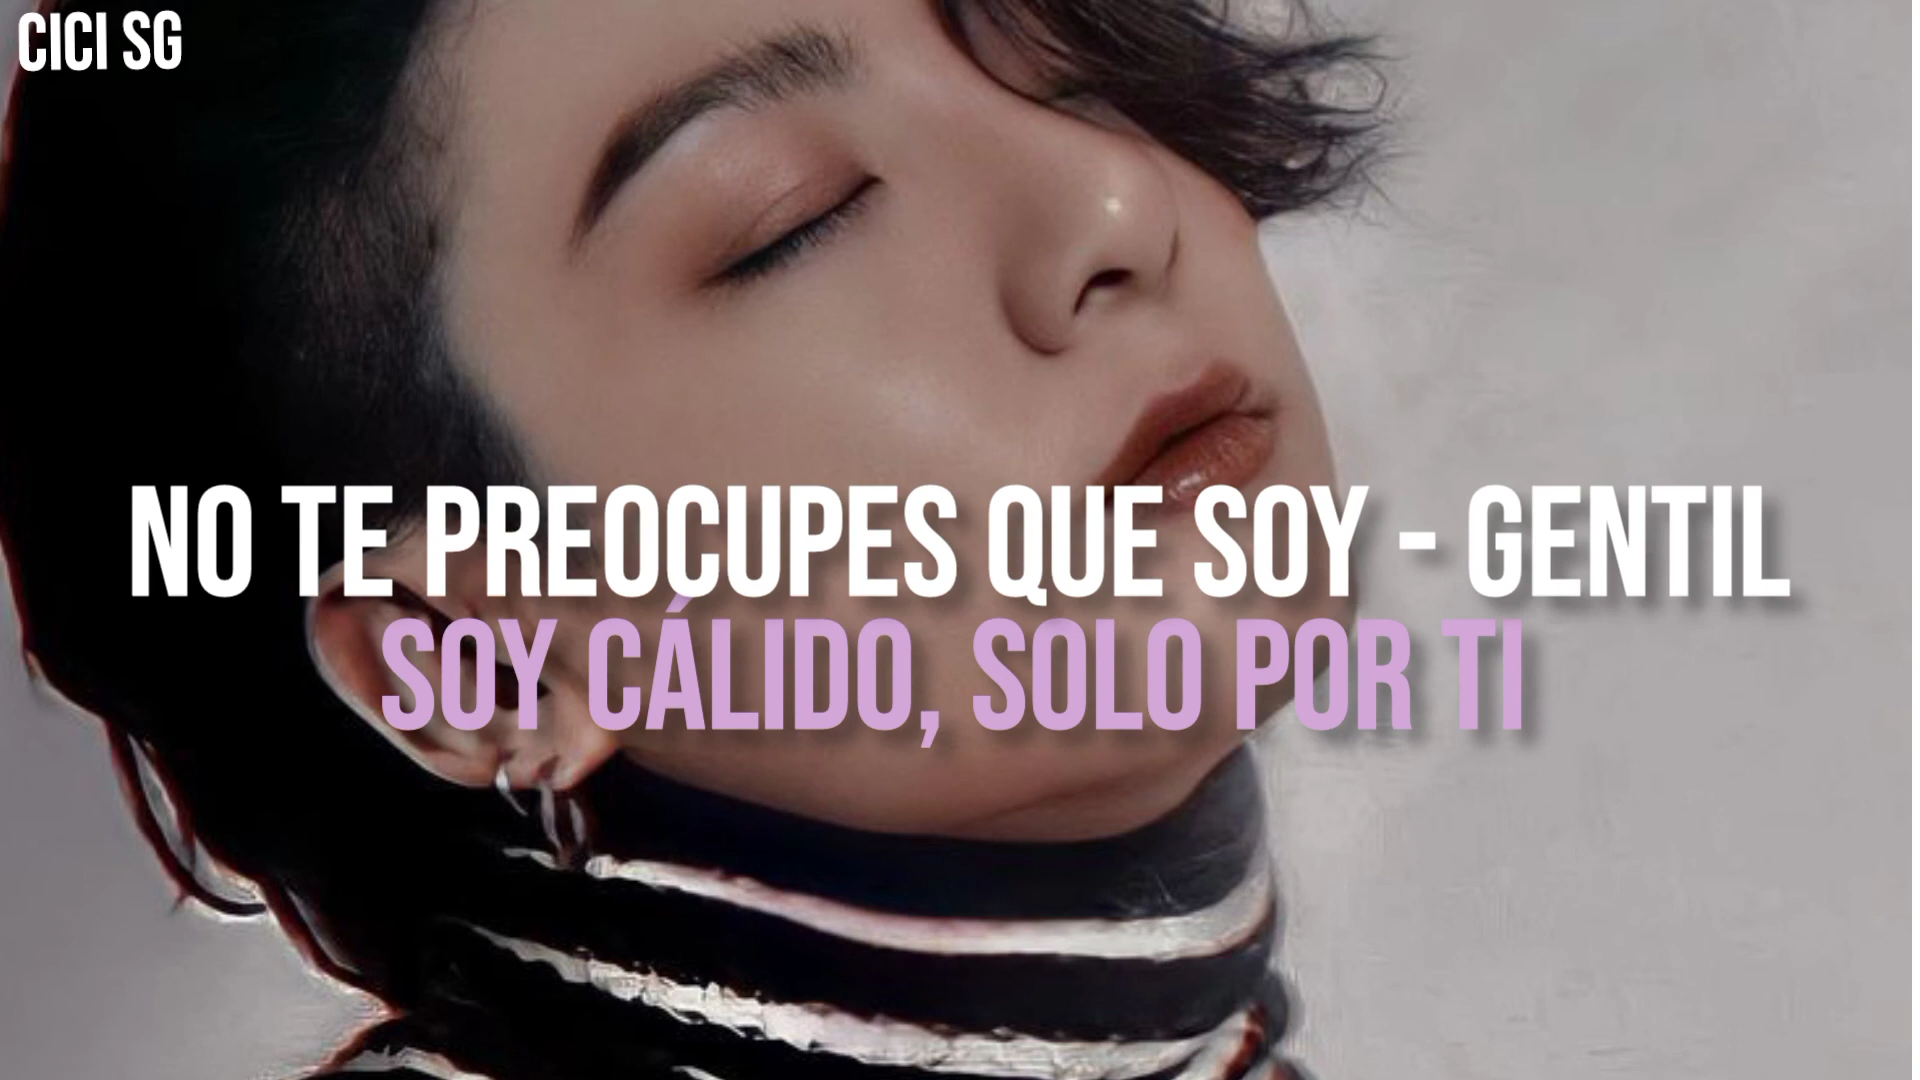 CICI SG
NO TE PREOCUPES QUE SOY - GENTIL
SOY CÁLIDO, SOLO POR TI